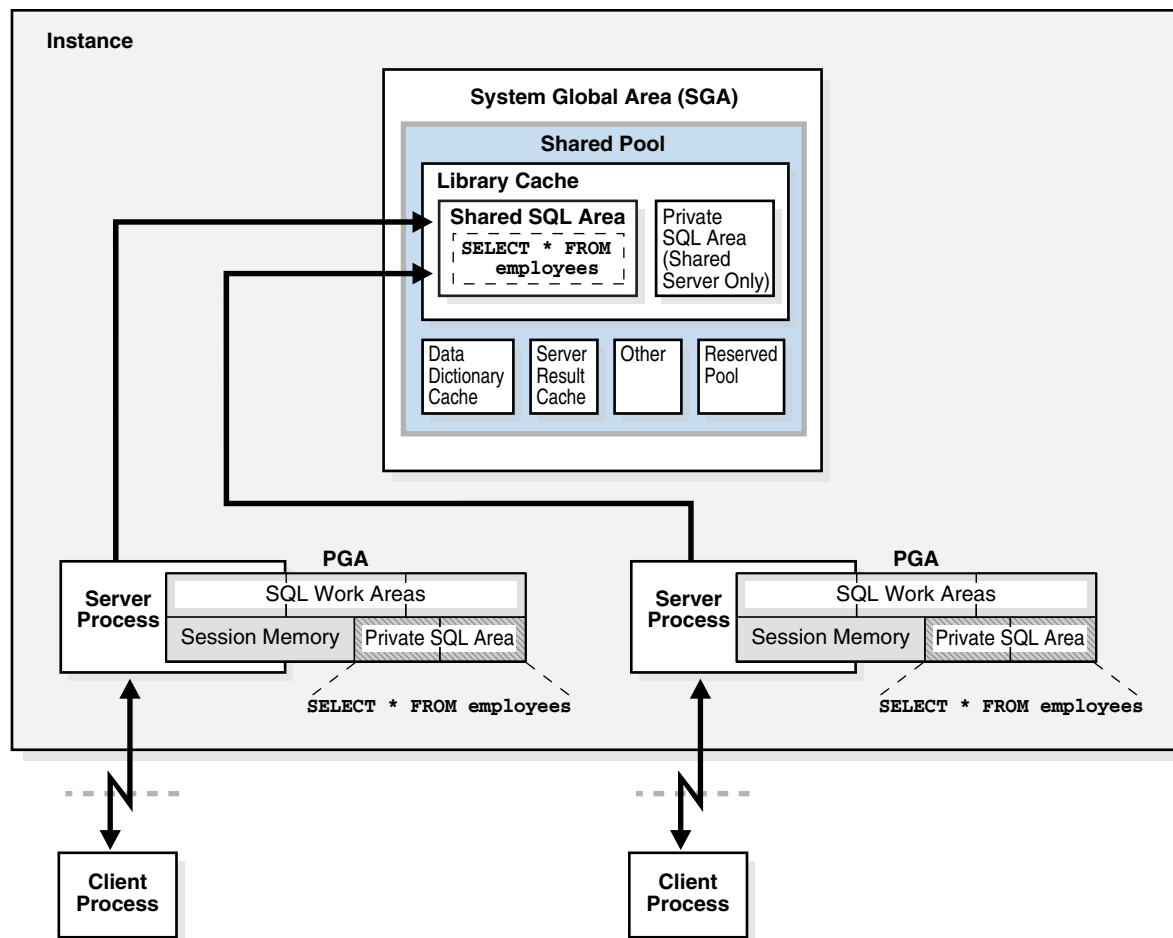 Instance
System Global Area (SGA)
Shared Pool
Library Cache
Shared SQL Area
SELECT * FROM
employees
Private
SQL Area
(Shared
Server Only)
Data
Dictionary
Cache
Server
Result
Cache
Other
Reserved
Pool
PGA
Server
Process
SQL Work Areas
Session Memory
Private SQL Area
SELECT * FROM employees
PGA
Server
Process
SQL Work Areas
Session Memory
Private SQL Area
SELECT * FROM employees
Client
Process
Client
Process